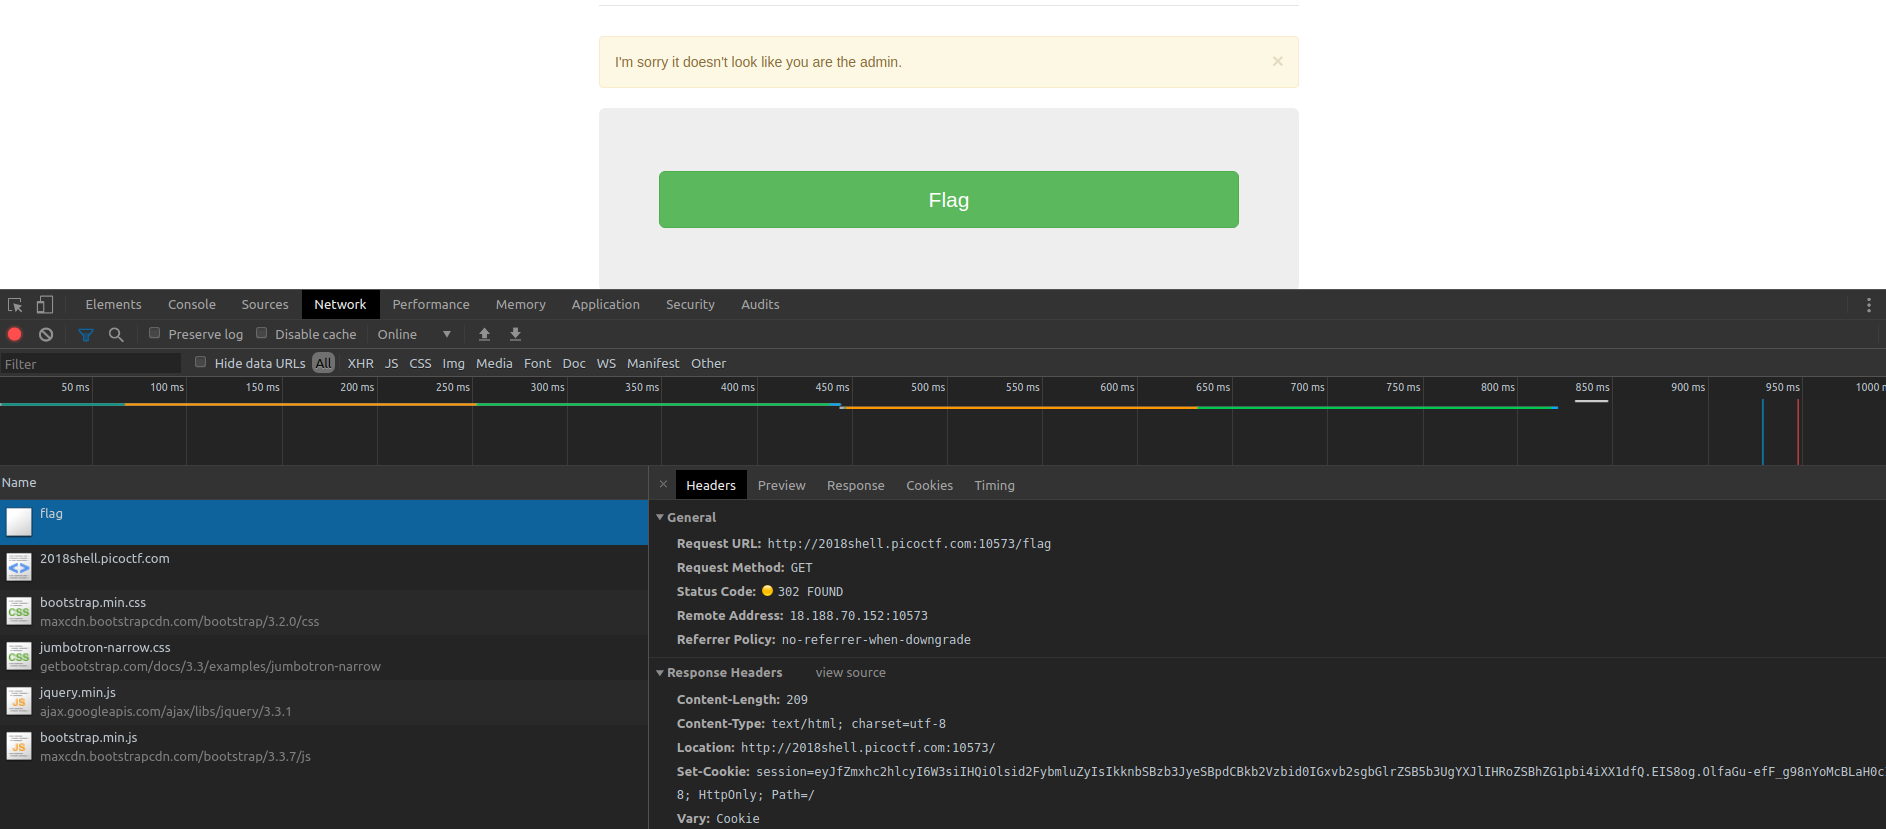 I'm sorry it doesn't look like you are the admin. ×
Flag
Elements Console Sources Network Performance Memory Application Security Audits
Preserve log Disable cache Online
Filter Hide data URLs All XHR JS CSS Img Media Font Doc WS Manifest Other
50 ms 100 ms 150 ms 200 ms 250 ms 300 ms 350 ms 400 ms 450 ms 500 ms 550 ms 600 ms 650 ms 700 ms 750 ms 800 ms 850 ms 900 ms 950 ms 1000 m
Name
flag
2018shell.picoctf.com
bootstrap.min.css
maxcdn.bootstrapcdn.com/bootstrap/3.2.0/css
jumbotron-narrow.css
getbootstrap.com/docs/3.3/examples/jumbotron-narrow
jquery.min.js
ajax.googleapis.com/ajax/libs/jquery/3.3.1
bootstrap.min.js
maxcdn.bootstrapcdn.com/bootstrap/3.3.7/js
× Headers Preview Response Cookies Timing
General
Request URL: http://2018shell.picoctf.com:10573/flag
Request Method: GET
Status Code: 302 FOUND
Remote Address: 18.188.70.152:10573
Referrer Policy: no-referrer-when-downgrade
Response Headers view source
Content-Length: 209
Content-Type: text/html; charset=utf-8
Location: http://2018shell.picoctf.com:10573/
Set-Cookie: session=eyJfZmxhc2hlcyI6W3siIHQiOlsid2FybmluZyIsIkknbSBzb3JyeSBpdCBkb2Vzbid0IGxvb2sgbGlrZSB5b3UgYXJlIHRoZSBhZG1pbi4iXX1dfQ.EIS8og.OlfaGu-efF_g98nYoMcBLaH0c
8; HttpOnly; Path=/
Vary: Cookie